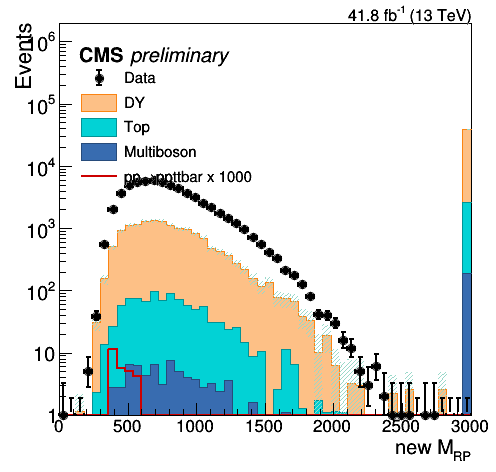 41.8 fb⁻¹ (13 TeV)
Events
CMS preliminary
Data
DY
Top
Multiboson
pp→ppttbar x 1000
10⁶
10⁵
10⁴
10³
10²
10
1
0 500 1000 1500 2000 2500 3000
new M_RP